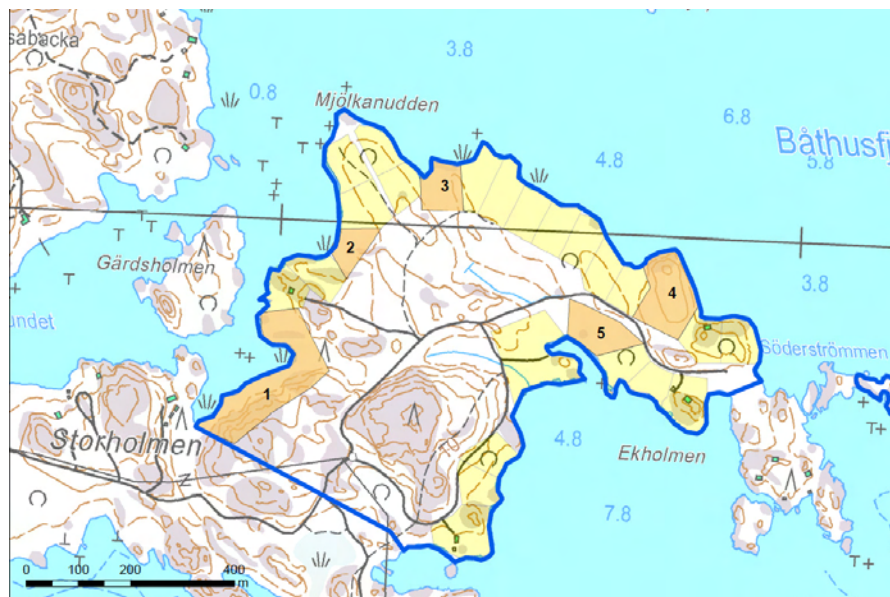 sabacka
3.8
0.8
Mjölkanudden
6.8
Båthusfj
4.8
5.8
3
2
Gärdsholmen
4
3.8
undet
5
Söderströmmen
1
Storholmen
4.8
Ekholmen
7.8
Z
0 100 200 400
m